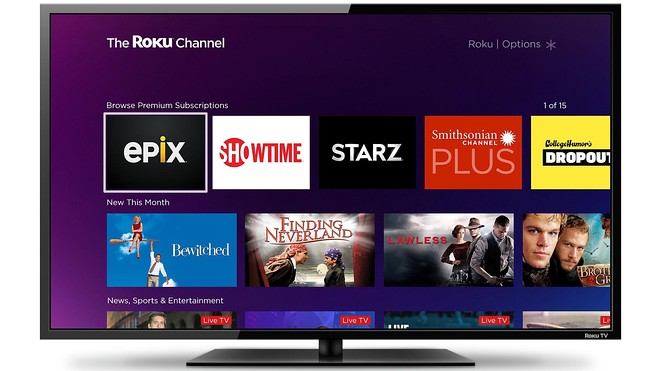 The Roku Channel
Roku | Options
Browse Premium Subscriptions
1 of 15
epix
SHOWTIME
STARZ
Smithsonian
CHANNEL
PLUS
CollegeHumor's
DROPOUT
New This Month
Bewitched
FINDING
NEVERLAND
LAWLESS
News, Sports & Entertainment
Live TV
Live TV
Live TV
LIVE
Live TV
Roku TV